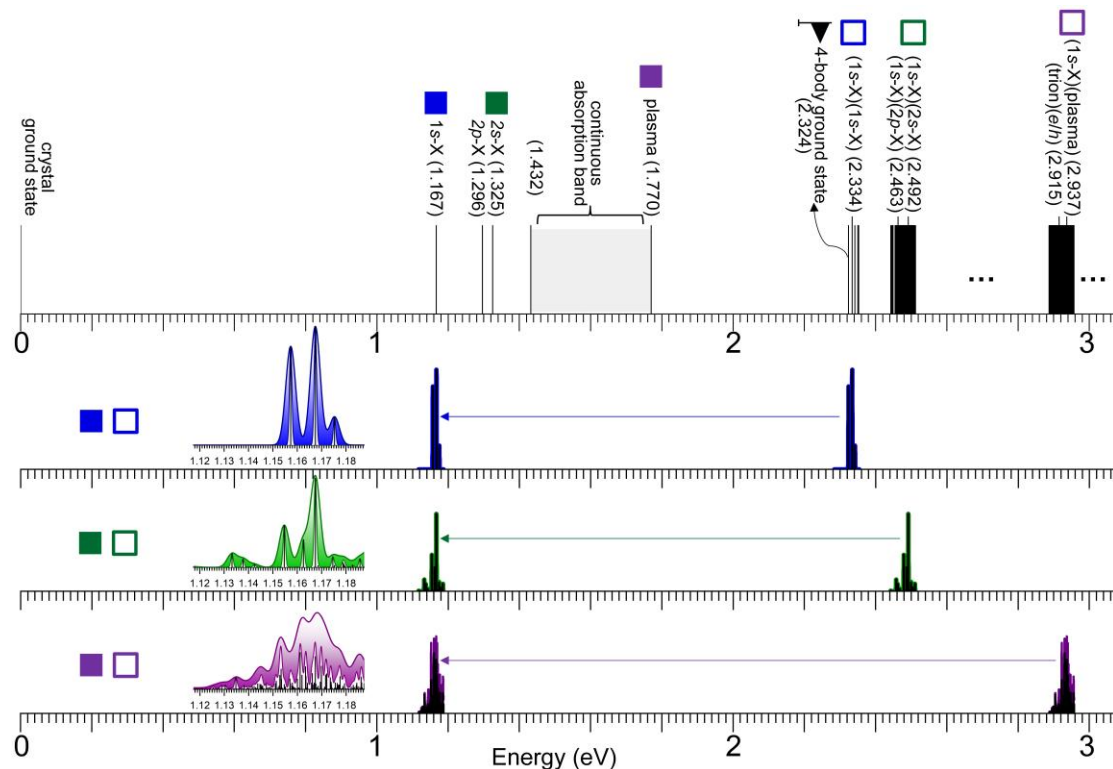 crystal
ground state
1s-X (1.167)
2p-X (1.296)
2s-X (1.325)
(1.432)
continuous
absorption band
plasma (1.770)
4-body ground state
(2.324)
(1s-X)(1s-X) (2.334)
(1s-X)(2p-X) (2.463)
(1s-X)(2s-X) (2.492)
...
(trion)(e/h) (2.915)
(1s-X)(plasma) (2.937)
...
0 1 2 3
1.12 1.13 1.14 1.15 1.16 1.17 1.18
1.12 1.13 1.14 1.15 1.16 1.17 1.18
1.12 1.13 1.14 1.15 1.16 1.17 1.18
0 1 2 3
Energy (eV)